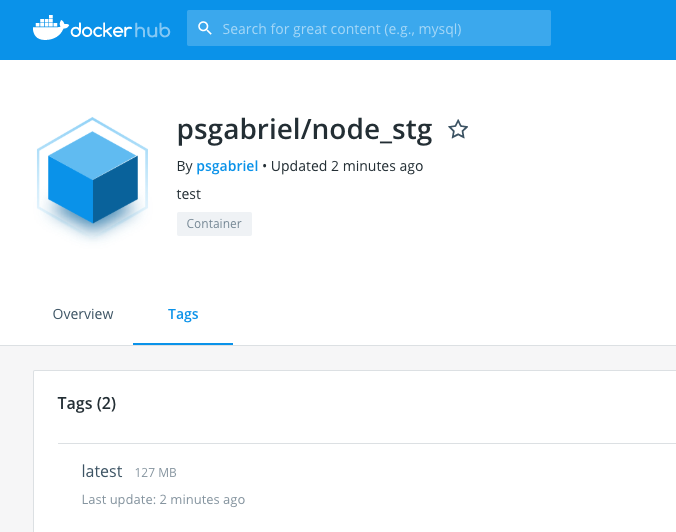 dockerhub
Search for great content (e.g., mysql)
psgabriel/node_stg
By psgabriel • Updated 2 minutes ago
test
Container
Overview
Tags
Tags (2)
latest 127 MB
Last update: 2 minutes ago